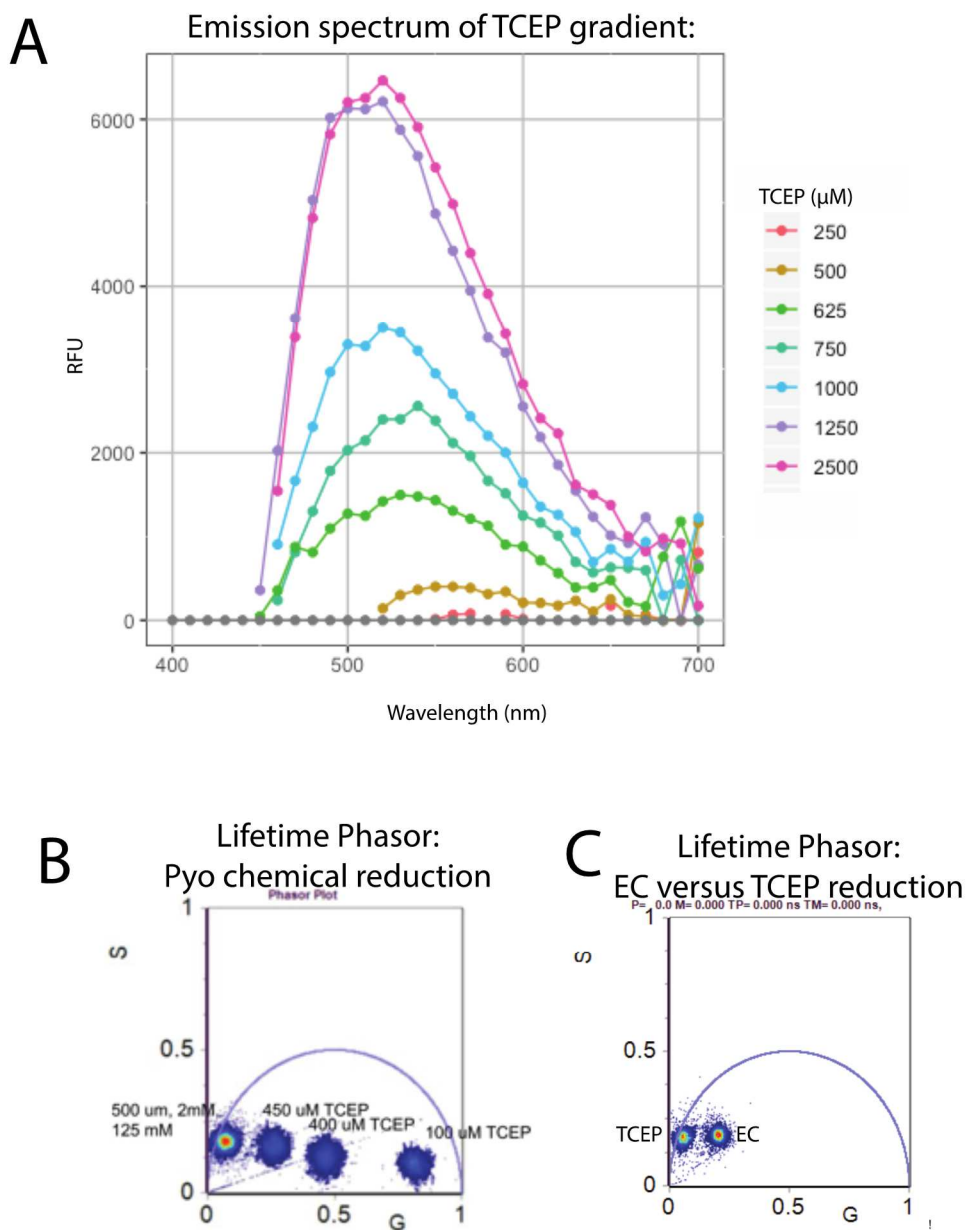 A
Emission spectrum of TCEP gradient:
6000
4000
2000
0
RFU
400
500
600
700
Wavelength (nm)
TCEP (µM)
250
500
625
750
1000
1250
2500
B
Lifetime Phasor:
Pyo chemical reduction
Phasor Plot
1
S
0.5
500 um, 2mM,
125 mM
450 uM TCEP
400 uM TCEP
100 uM TCEP
0
0
0.5
G
1
C
Lifetime Phasor:
EC versus TCEP reduction
P= 0.0 M= 0.000 TP= 0.000 ns TM= 0.000 ns,
1
S
0.5
TCEP
EC
0
0
0.5
G
1
!